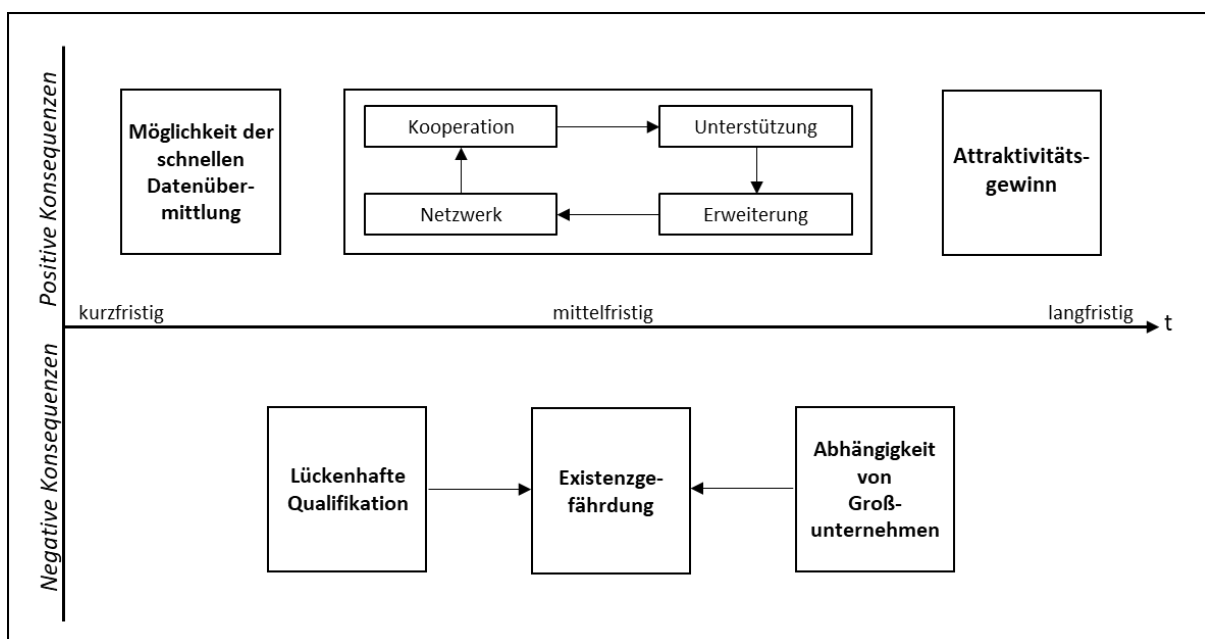 Positive Konsequenzen
Möglichkeit der
schnellen
Datenüber-
mittlung
Kooperation
Unterstützung
Netzwerk
Erweiterung
Attraktivitäts-
gewinn
kurzfristig
mittelfristig
langfristig
t
Negative Konsequenzen
Lückenhafte
Qualifikation
Existenzge-
fährdung
Abhängigkeit
von
Groß-
unternehmen